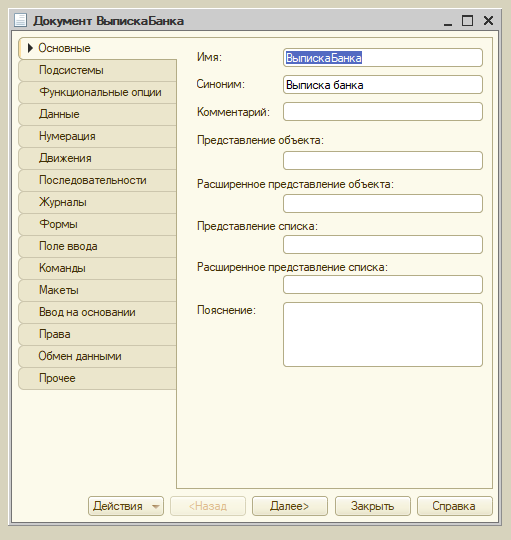 Документ ВыпискаБанка
Основные
Подсистемы
Функциональные опции
Данные
Нумерация
Движения
Последовательности
Журналы
Формы
Поле ввода
Команды
Макеты
Ввод на основании
Права
Обмен данными
Прочее
Имя: ВыпискаБанка
Синоним: Выписка банка
Комментарий:
Представление объекта:
Расширенное представление объекта:
Представление списка:
Расширенное представление списка:
Пояснение:
Действия <Назад Далее> Закрыть Справка